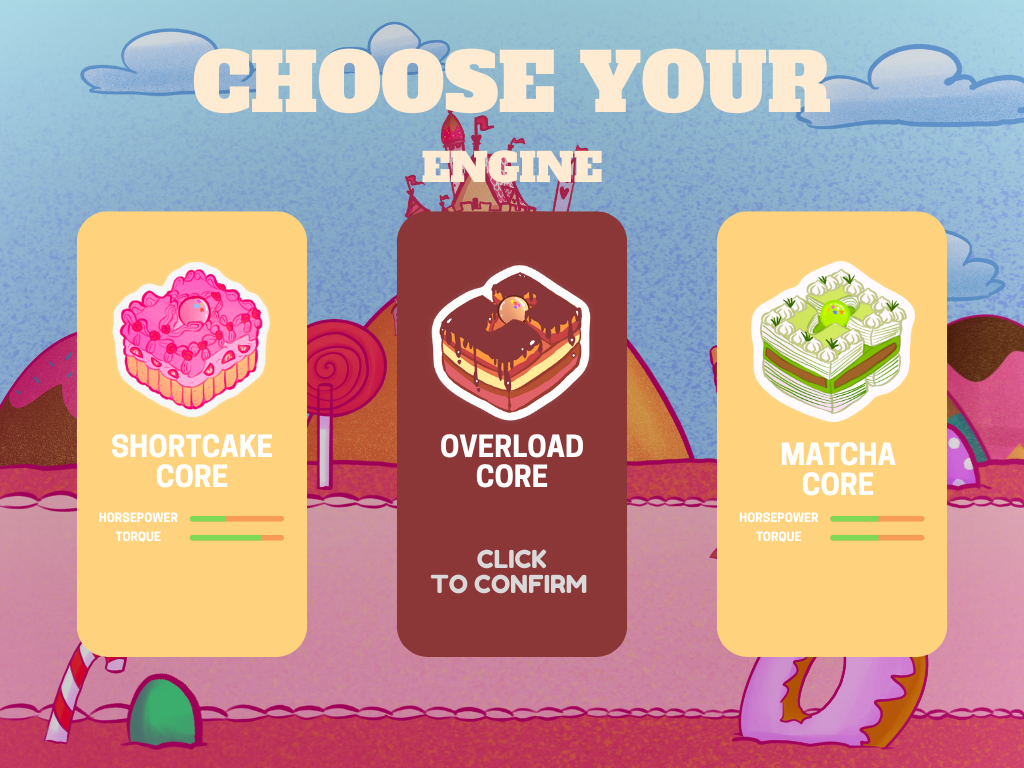 CHOOSE YOUR
ENGINE
SHORTCAKE
CORE
HORSEPOWER
TORQUE
OVERLOAD
CORE
CLICK
TO CONFIRM
MATCHA
CORE
HORSEPOWER
TORQUE